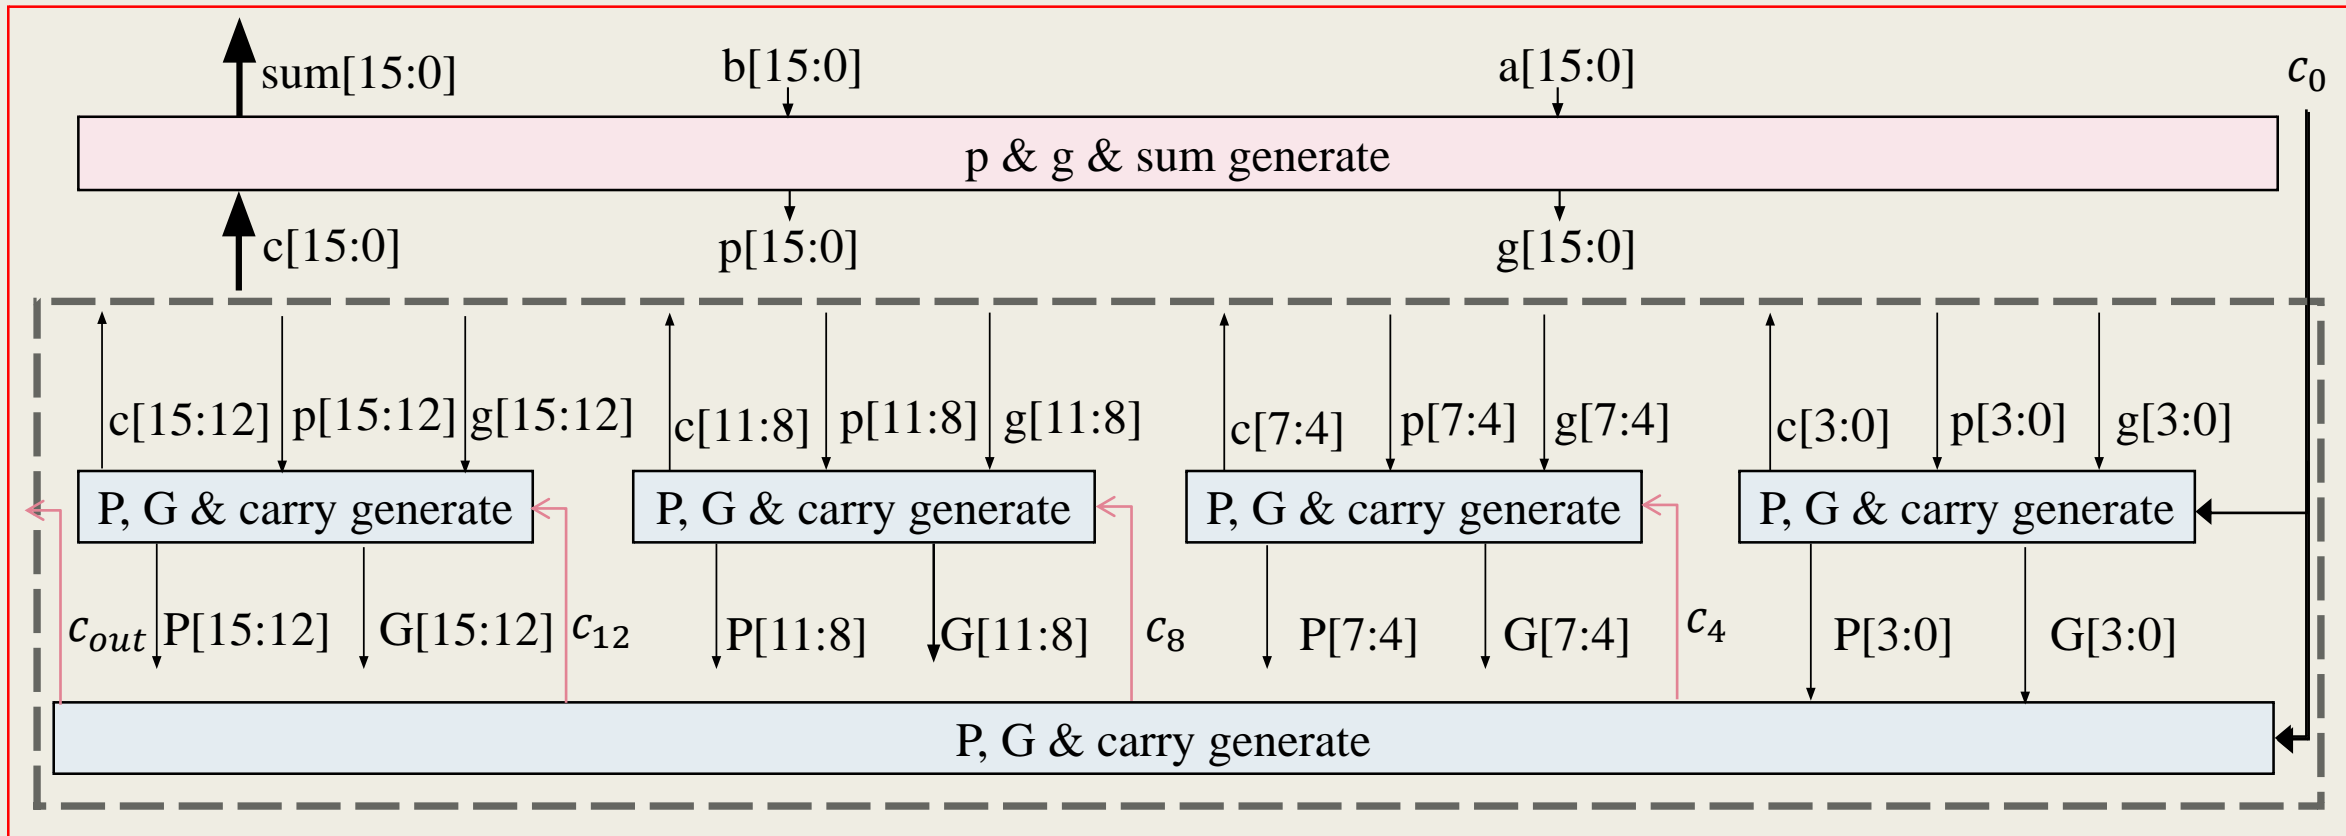 sum[15:0] b[15:0] a[15:0] c₀
p & g & sum generate
c[15:0] p[15:0] g[15:0]
c[15:12] p[15:12] g[15:12] c[11:8] p[11:8] g[11:8] c[7:4] p[7:4] g[7:4] c[3:0] p[3:0] g[3:0]
P, G & carry generate P, G & carry generate P, G & carry generate P, G & carry generate
cₒᵤₜ P[15:12] G[15:12] c₁₂ P[11:8] G[11:8] c₈ P[7:4] G[7:4] c₄ P[3:0] G[3:0]
P, G & carry generate